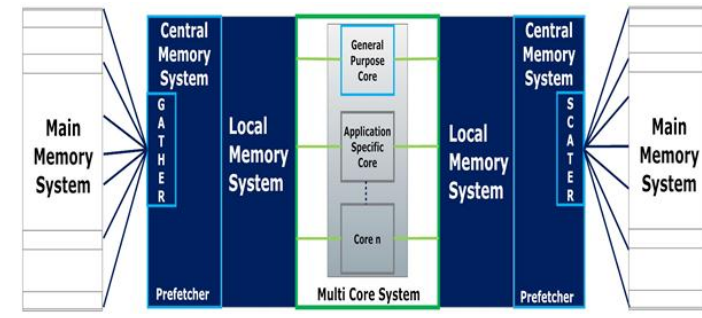 Main
Memory
System
Central
Memory
System
G
A
T
H
E
R
Prefetcher
Local
Memory
System
General
Purpose
Core
Application
Specific
Core
Core n
Multi Core System
Local
Memory
System
Central
Memory
System
S
C
A
T
E
R
Prefetcher
Main
Memory
System